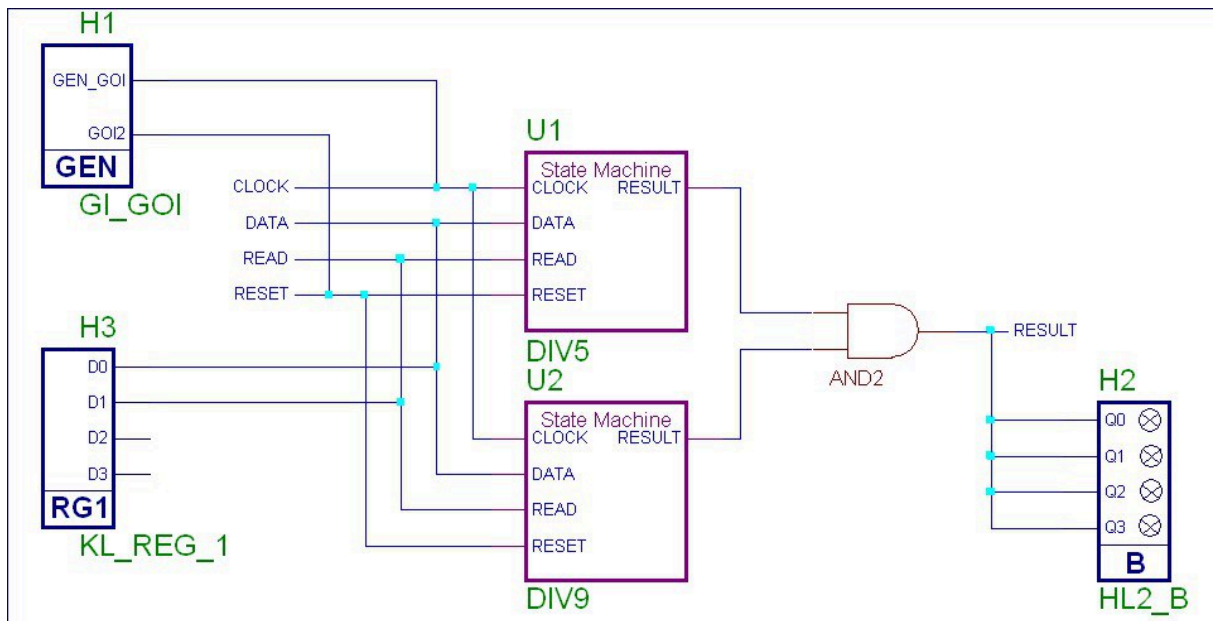 H1
GEN_GOI
GOI2
GEN
GI_GOI
CLOCK
DATA
READ
RESET
H3
D0
D1
D2
D3
RG1
KL_REG_1
U1
State Machine
CLOCK RESULT
DATA
READ
RESET
DIV5
U2
State Machine
CLOCK RESULT
DATA
READ
RESET
DIV9
AND2
RESULT
H2
Q0
Q1
Q2
Q3
B
HL2_B